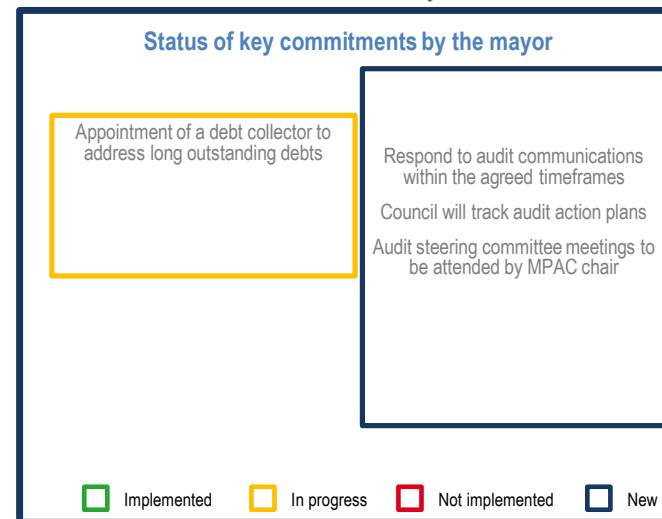 Status of key commitments by the mayor
Appointment of a debt collector to
address long outstanding debts
Respond to audit communications
within the agreed timeframes
Council will track audit action plans
Audit steering committee meetings to
be attended by MPAC chair
Implemented
In progress
Not implemented
New